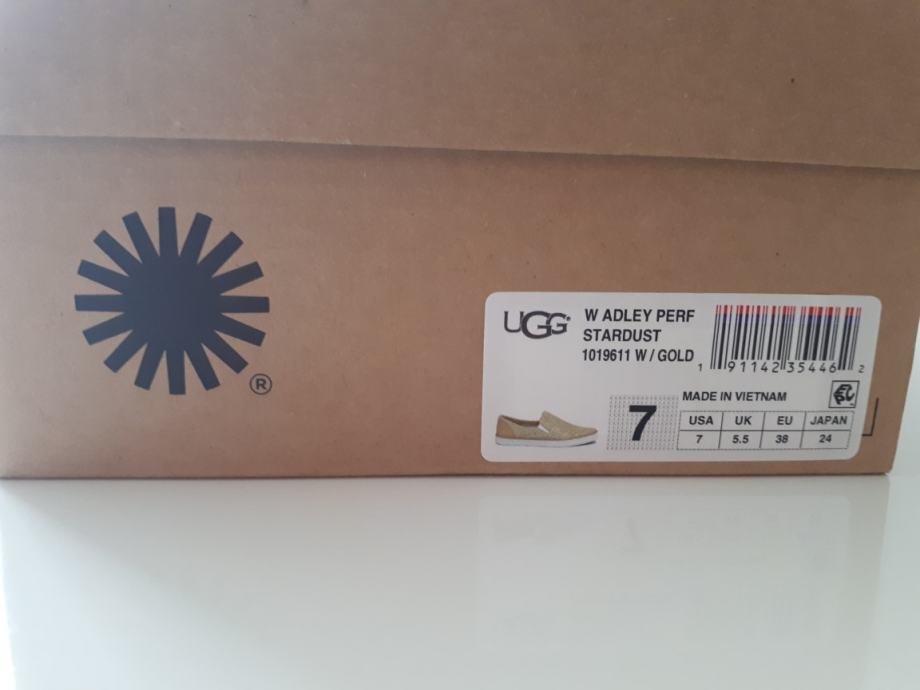 ®
UGG®
W ADLEY PERF
STARDUST
1019611 W / GOLD
1 91142 35446 2
MADE IN VIETNAM
7
USA UK EU JAPAN
7 5.5 38 24